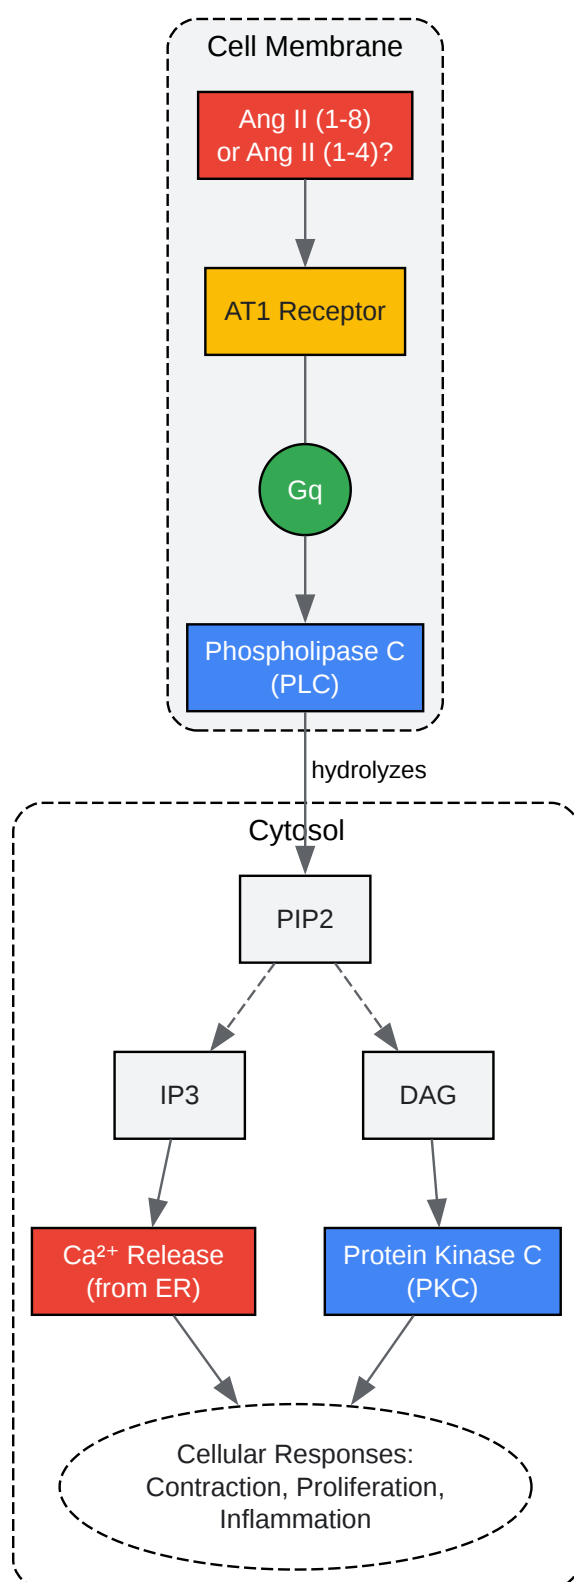 Cell Membrane
Ang II (1-8)
or Ang II (1-4)?
AT1 Receptor
Gq
Phospholipase C
(PLC)
hydrolyzes
Cytosol
PIP2
IP3
DAG
Ca²⁺ Release
(from ER)
Protein Kinase C
(PKC)
Cellular Responses:
Contraction, Proliferation,
Inflammation